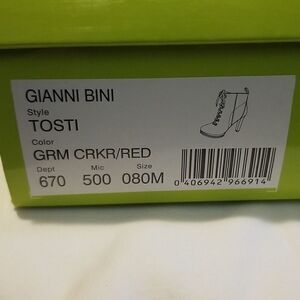 GIANNI BINI
Style
TOSTI
Color
GRM CRKR/RED
Dept Mic Size
670 500 080M
0 406942 966914